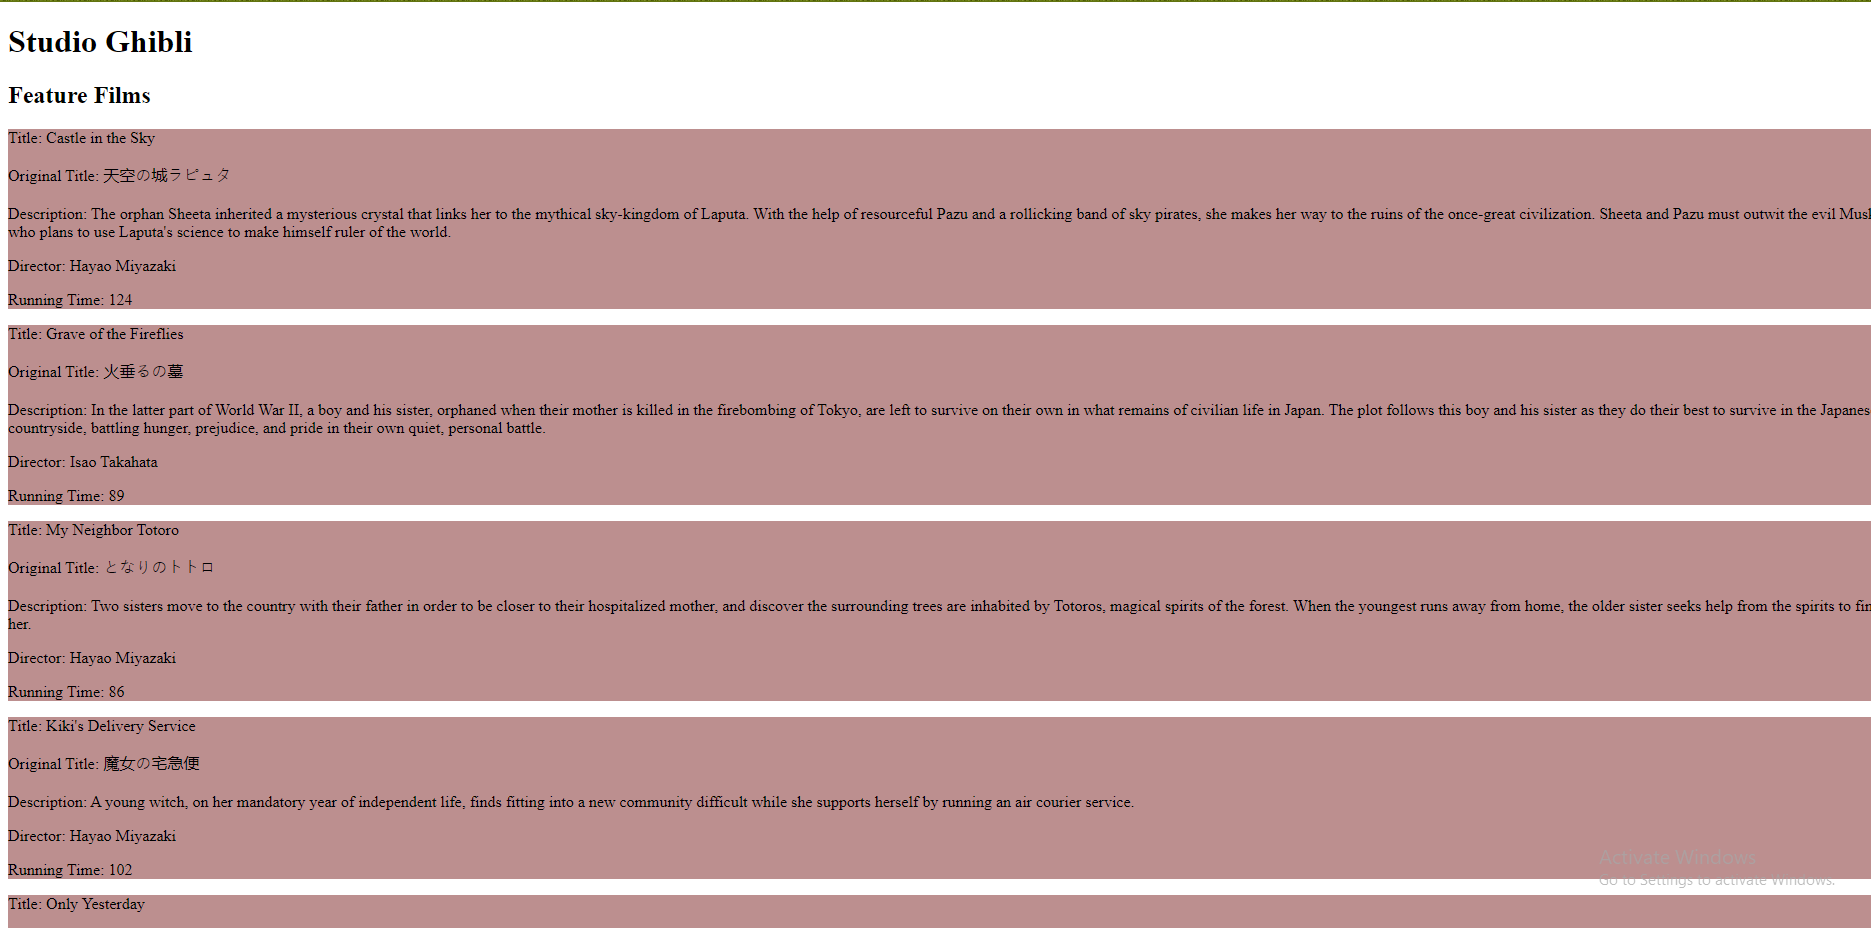 Studio Ghibli
Feature Films
Title: Castle in the Sky
Original Title: 天空の城ラピュタ
Description: The orphan Sheeta inherited a mysterious crystal that links her to the mythical sky-kingdom of Laputa. With the help of resourceful Pazu and a rollicking band of sky pirates, she makes her way to the ruins of the once-great civilization. Sheeta and Pazu must outwit the evil
who plans to use Laputa's science to make himself ruler of the world.
Director: Hayao Miyazaki
Running Time: 124
Title: Grave of the Fireflies
Original Title: 火垂るの墓
Description: In the latter part of World War II, a boy and his sister, orphaned when their mother is killed in the firebombing of Tokyo, are left to survive on their own in what remains of civilian life in Japan. The plot follows this boy and his sister as they do their best to survive in the
countryside, battling hunger, prejudice, and pride in their own quiet, personal battle.
Director: Isao Takahata
Running Time: 89
Title: My Neighbor Totoro
Original Title: となりのトトロ
Description: Two sisters move to the country with their father in order to be closer to their hospitalized mother, and discover the surrounding trees are inhabited by Totoros, magical spirits of the forest. When the youngest runs away from home, the older sister seeks help from the spirits to
her.
Director: Hayao Miyazaki
Running Time: 86
Title: Kiki's Delivery Service
Original Title: 魔女の宅急便
Description: A young witch, on her mandatory year of independent life, finds fitting into a new community difficult while she supports herself by running an air courier service.
Director: Hayao Miyazaki
Running Time: 102
Activate Windows
Go to Settings to activate Windows.
Title: Only Yesterday